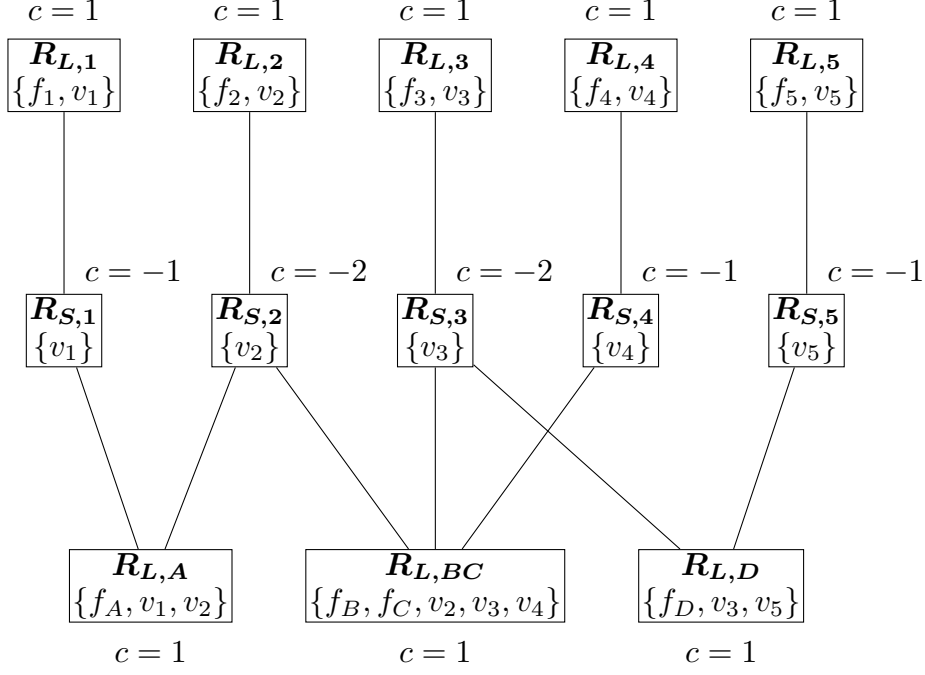 c = 1 c = 1 c = 1 c = 1 c = 1
R_{L,1} R_{L,2} R_{L,3} R_{L,4} R_{L,5}
{f_1, v_1} {f_2, v_2} {f_3, v_3} {f_4, v_4} {f_5, v_5}
c = −1 c = −2 c = −2 c = −1 c = −1
R_{S,1} R_{S,2} R_{S,3} R_{S,4} R_{S,5}
{v_1} {v_2} {v_3} {v_4} {v_5}
R_{L,A} R_{L,BC} R_{L,D}
{f_A, v_1, v_2} {f_B, f_C, v_2, v_3, v_4} {f_D, v_3, v_5}
c = 1 c = 1 c = 1